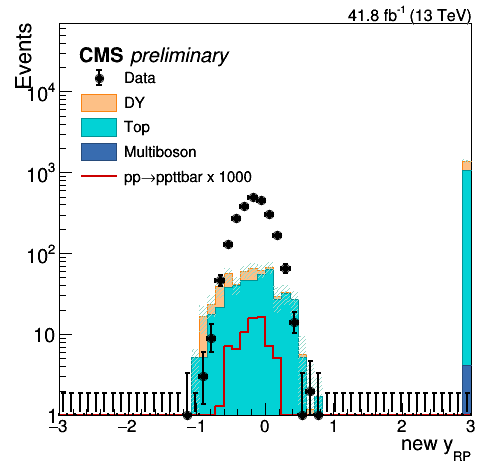 41.8 fb⁻¹ (13 TeV)
Events
CMS preliminary
Data
DY
Top
Multiboson
pp→ppttbar x 1000
10⁴
10³
10²
10
1
−3 −2 −1 0 1 2 3
new y_RP